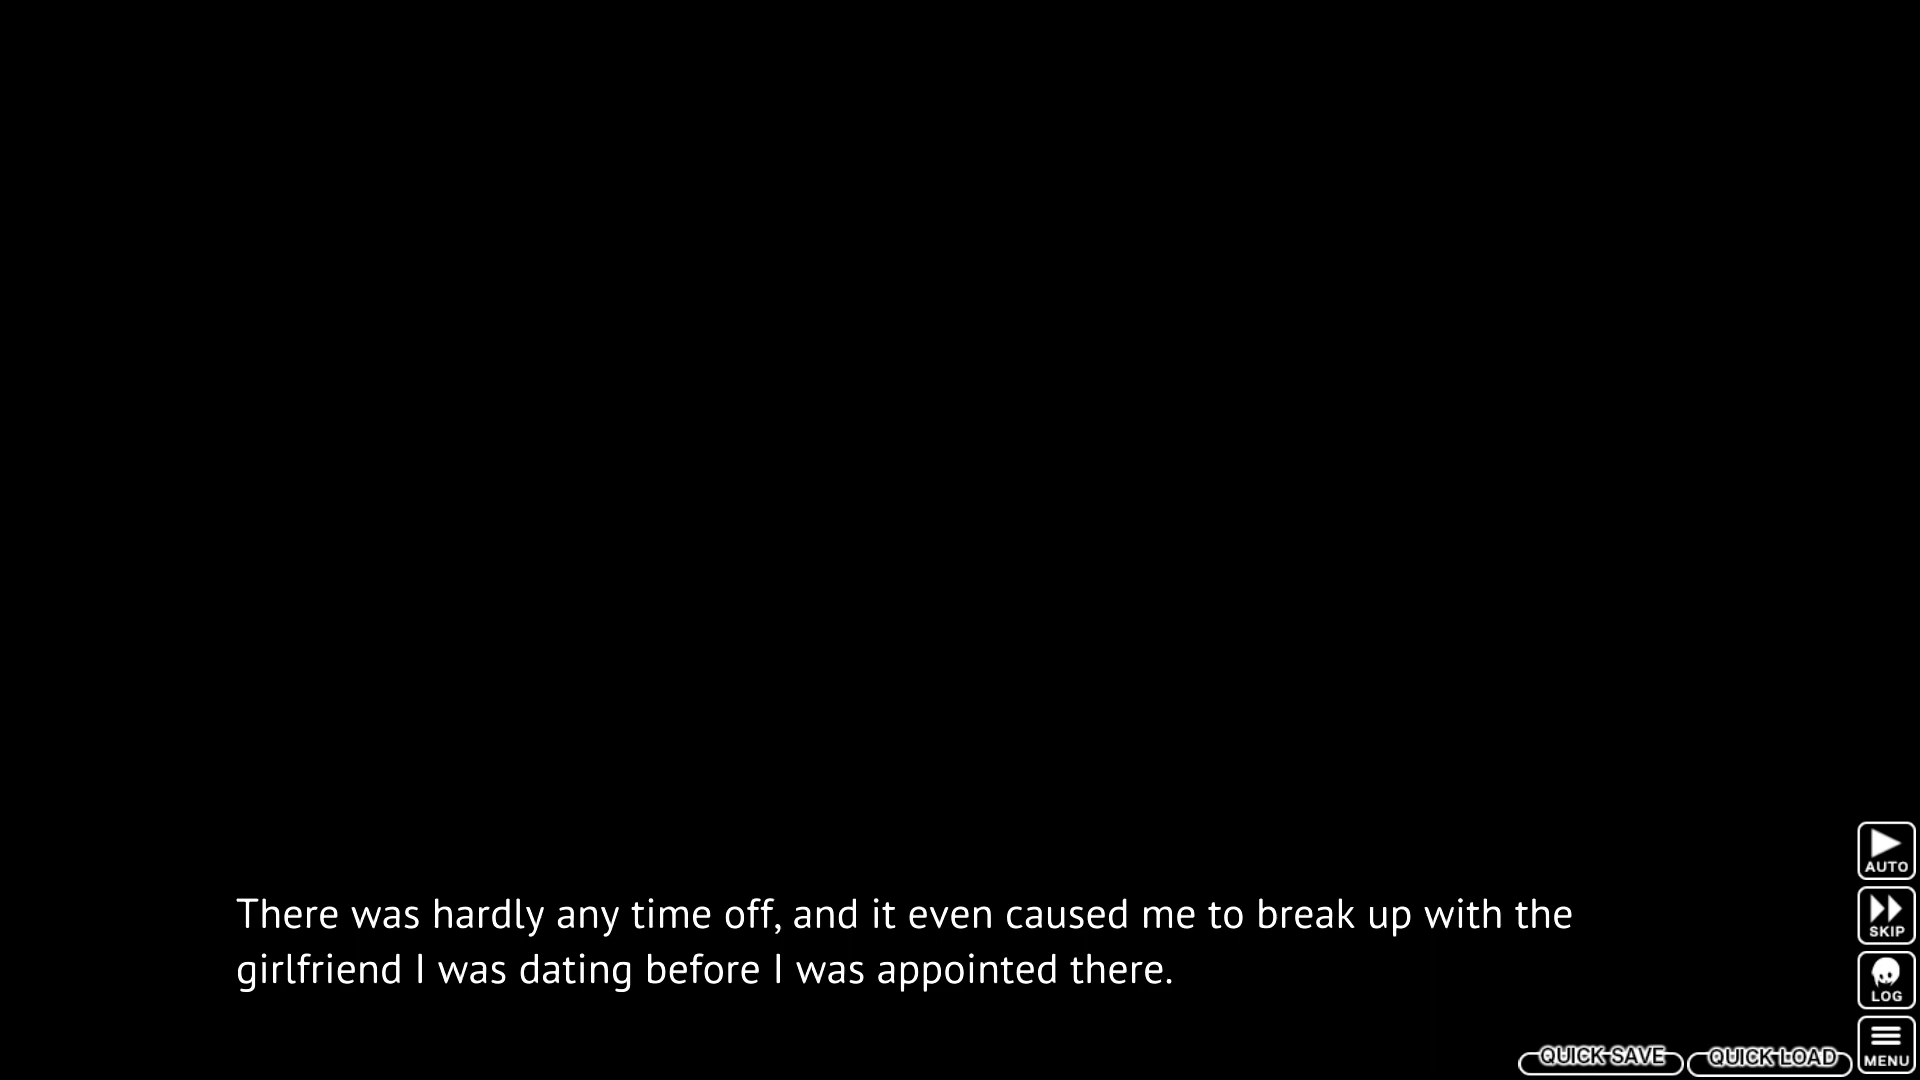 There was hardly any time off, and it even caused me to break up with the
girlfriend I was dating before I was appointed there.
AUTO
SKIP
LOG
MENU
QUICK SAVE
QUICK LOAD